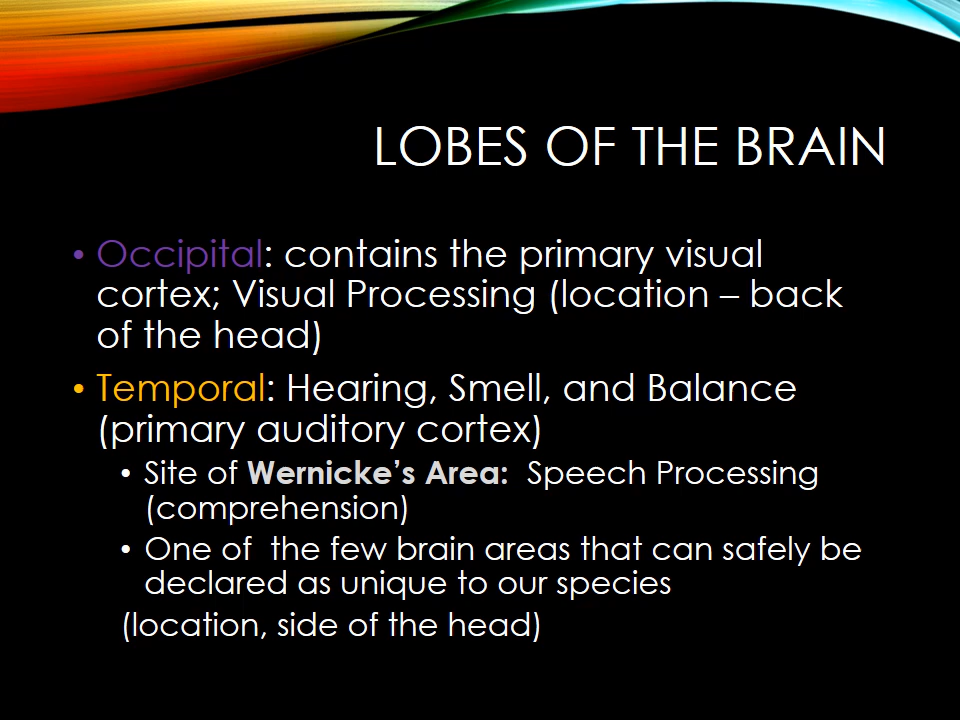 LOBES OF THE BRAIN
• Occipital: contains the primary visual
cortex; Visual Processing (location – back
of the head)
• Temporal: Hearing, Smell, and Balance
(primary auditory cortex)
• Site of Wernicke’s Area:  Speech Processing
(comprehension)
• One of  the few brain areas that can safely be
declared as unique to our species
(location, side of the head)